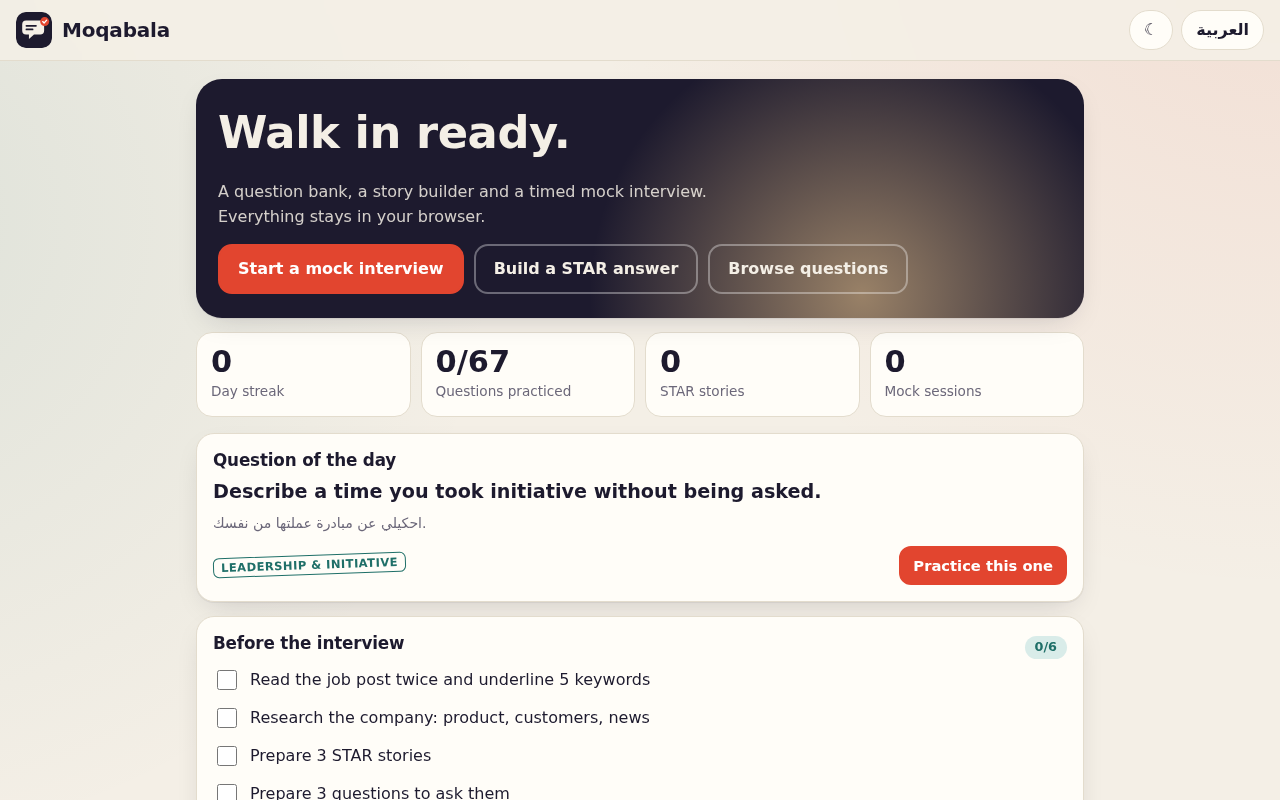 Moqabala
العربية
Walk in ready.
A question bank, a story builder and a timed mock interview.
Everything stays in your browser.
Start a mock interview
Build a STAR answer
Browse questions
0
Day streak
0/67
Questions practiced
0
STAR stories
0
Mock sessions
Question of the day
Describe a time you took initiative without being asked.
احكيلي عن مبادرة عملتها من نفسك.
LEADERSHIP & INITIATIVE
Practice this one
Before the interview
0/6
Read the job post twice and underline 5 keywords
Research the company: product, customers, news
Prepare 3 STAR stories
Prepare 3 questions to ask them